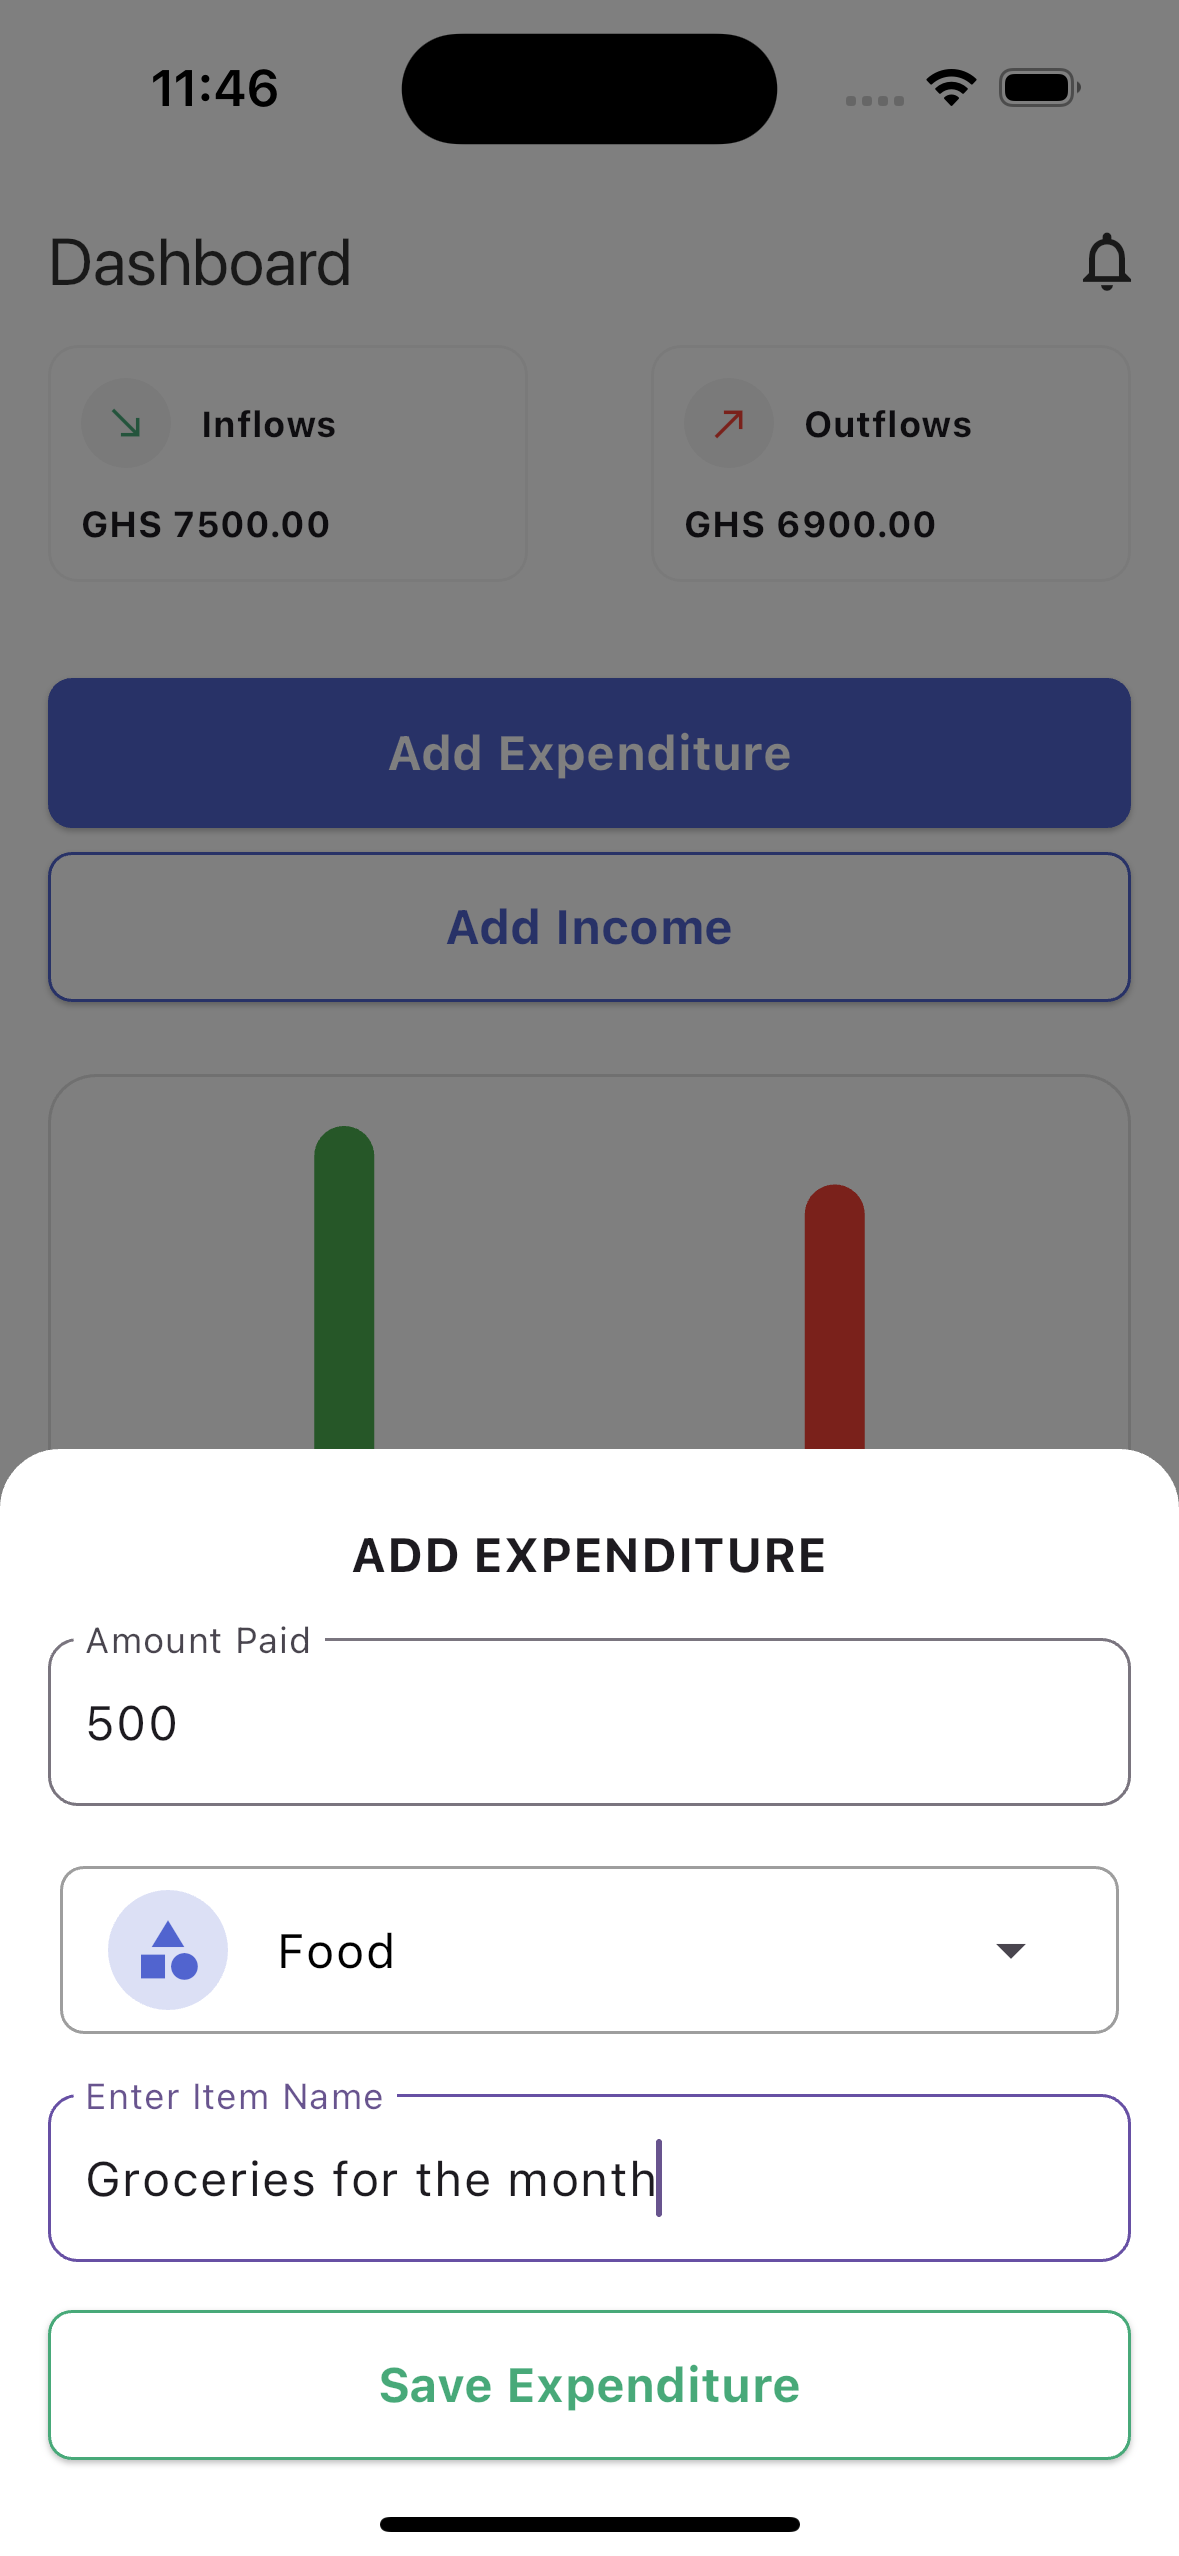 11:46
Dashboard
Inflows
GHS 7500.00
Outflows
GHS 6900.00
Add Expenditure
Add Income
ADD EXPENDITURE
Amount Paid
500
Food
Enter Item Name
Groceries for the month
Save Expenditure